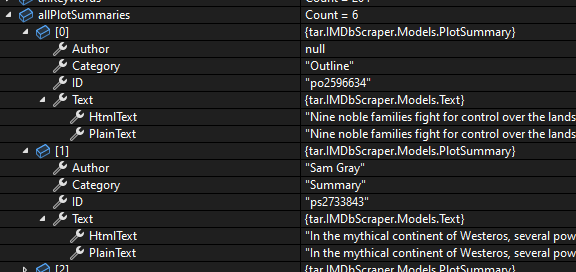 allPlotSummaries Count = 6
[0] {tar.IMDbScraper.Models.PlotSummary}
Author null
Category "Outline"
ID "po2596634"
Text {tar.IMDbScraper.Models.Text}
HtmlText "Nine noble families fight for control over the lands
PlainText "Nine noble families fight for control over the lands
[1] {tar.IMDbScraper.Models.PlotSummary}
Author "Sam Gray"
Category "Summary"
ID "ps2733843"
Text {tar.IMDbScraper.Models.Text}
HtmlText "In the mythical continent of Westeros, several pow
PlainText "In the mythical continent of Westeros, several pow
[2] {tar.IMDbScraper.Models.PlotSummary}